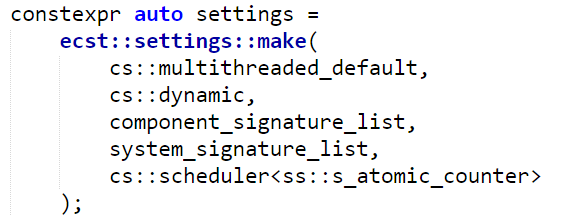 constexpr auto settings =
    ecst::settings::make(
        cs::multithreaded_default,
        cs::dynamic,
        component_signature_list,
        system_signature_list,
        cs::scheduler<ss::s_atomic_counter>
    );